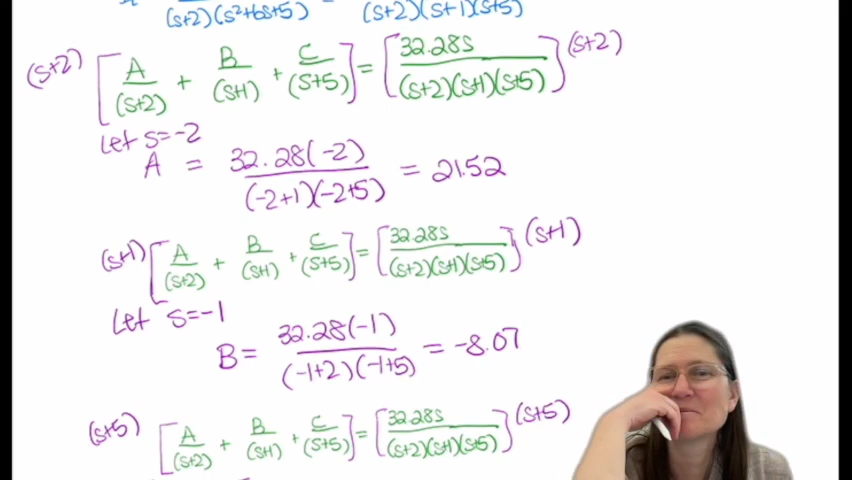 (s+2)(s²+6s+5) = (s+2)(s+1)(s+5)
(s+2) [A/(s+2) + B/(s+1) + C/(s+5)] = [32.28s/(s+2)(s+1)(s+5)] (s+2)
Let s=-2
A = 32.28(-2)/(-2+1)(-2+5) = 21.52
(s+1) [A/(s+2) + B/(s+1) + C/(s+5)] = [32.28s/(s+2)(s+1)(s+5)] (s+1)
Let s=-1
B = 32.28(-1)/(-1+2)(-1+5) = -8.07
(s+5) [A/(s+2) + B/(s+1) + C/(s+5)] = [32.28s/(s+2)(s+1)(s+5)] (s+5)